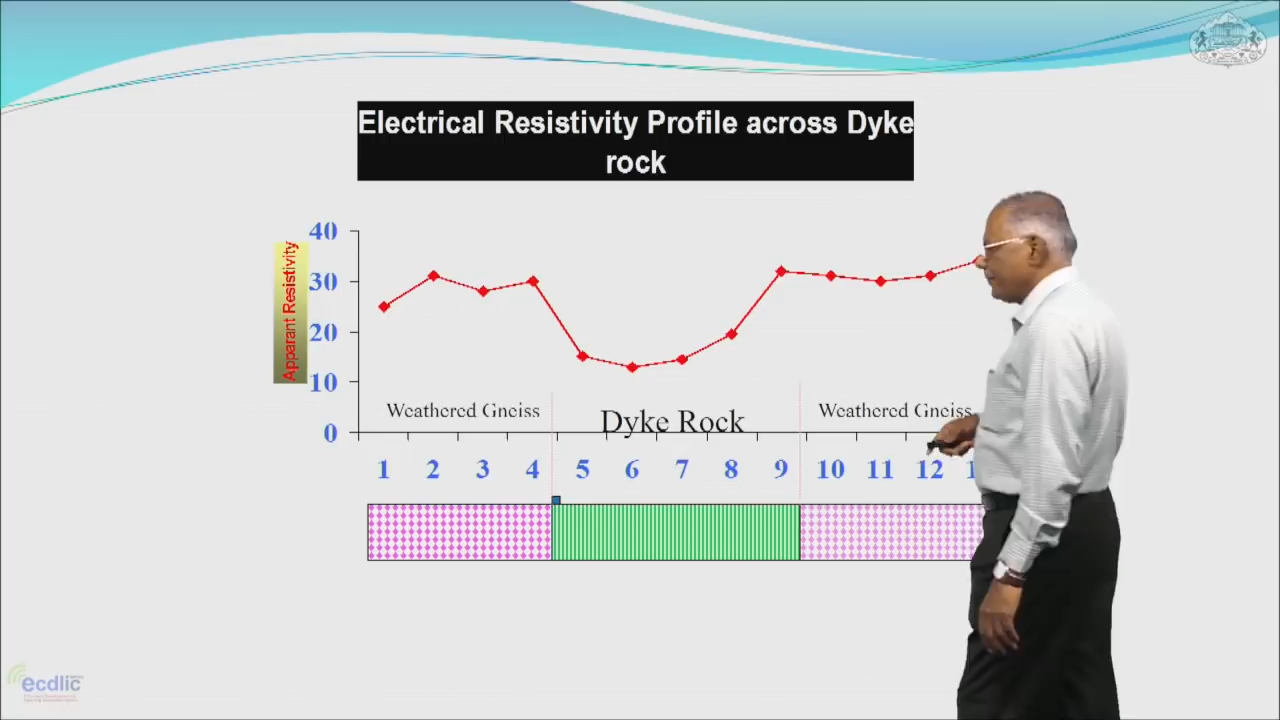 Electrical Resistivity Profile across Dyke
rock
Apparant Resistivity
40
30
20
10
0
Weathered Gneiss
Dyke Rock
Weathered Gneiss
1 2 3 4 5 6 7 8 9 10 11 12
ecdlic